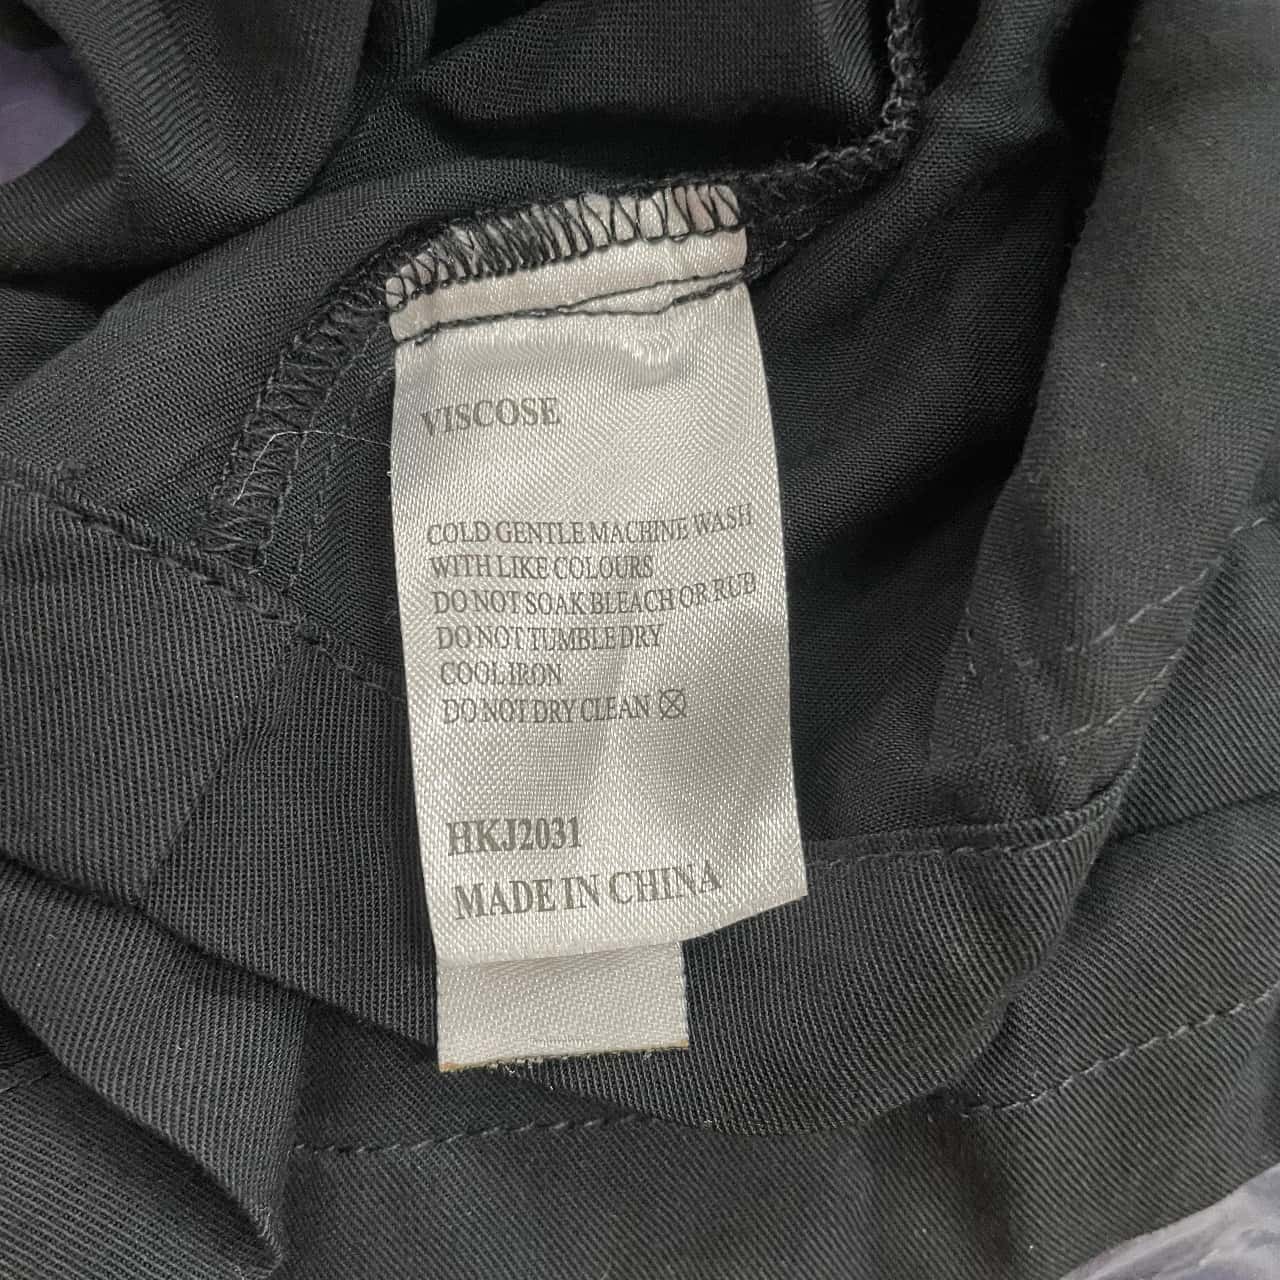 VISCOSE
COLD GENTLE MACHINE WASH
WITH LIKE COLOURS
DO NOT SOAK BLEACH OR RUB
DO NOT TUMBLE DRY
COOL IRON
DO NOT DRY CLEAN
HKJ2031
MADE IN CHINA